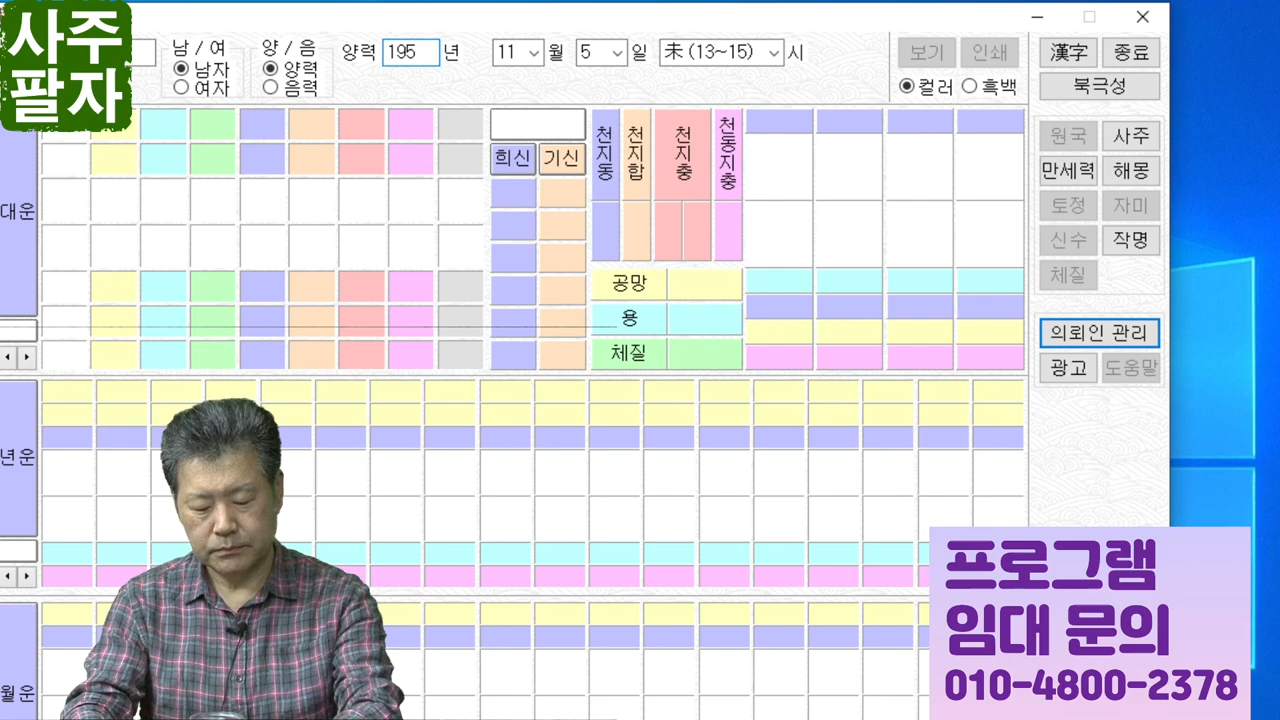 사주
팔자
남 / 여
남자
여자
양 / 음
양력
음력
양력 195 년
11 월 5 일 未 (13~15) 시
보기 인쇄
컬러 흑백
漢字 종료
북극성
원국 사주
만세력 해몽
토정 자미
신수 작명
체질
의뢰인 관리
광고 도움말
대운
희신 기신
천지동
천지합
천지충
천동지충
공망
용
체질
년운
월운
프로그램
임대 문의
010-4800-2378